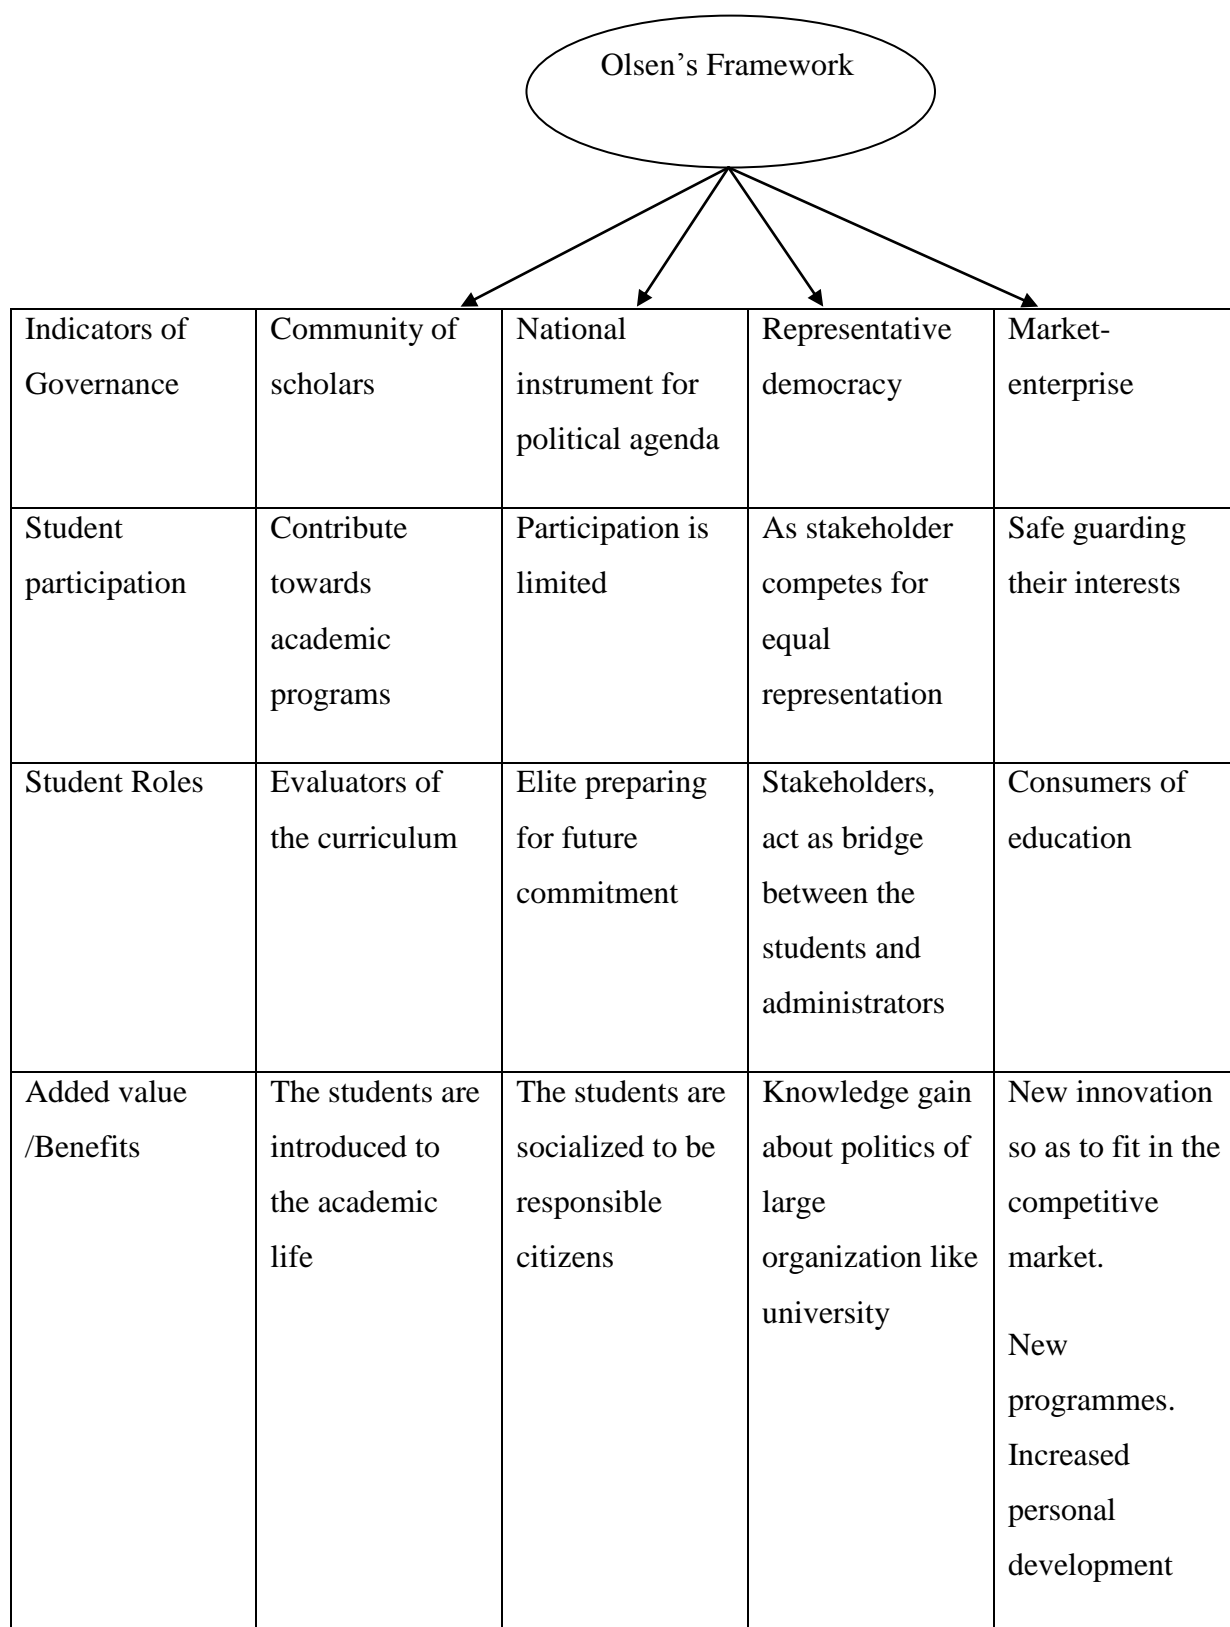 Olsen’s Framework
Indicators of
Governance
Community of
scholars
National
instrument for
political agenda
Representative
democracy
Market-
enterprise
Student
participation
Contribute
towards
academic
programs
Participation is
limited
As stakeholder
competes for
equal
representation
Safe guarding
their interests
Student Roles
Evaluators of
the curriculum
Elite preparing
for future
commitment
Stakeholders,
act as bridge
between the
students and
administrators
Consumers of
education
Added value
/Benefits
The students are
introduced to
the academic
life
The students are
socialized to be
responsible
citizens
Knowledge gain
about politics of
large
organization like
university
New innovation
so as to fit in the
competitive
market.
New
programmes.
Increased
personal
development